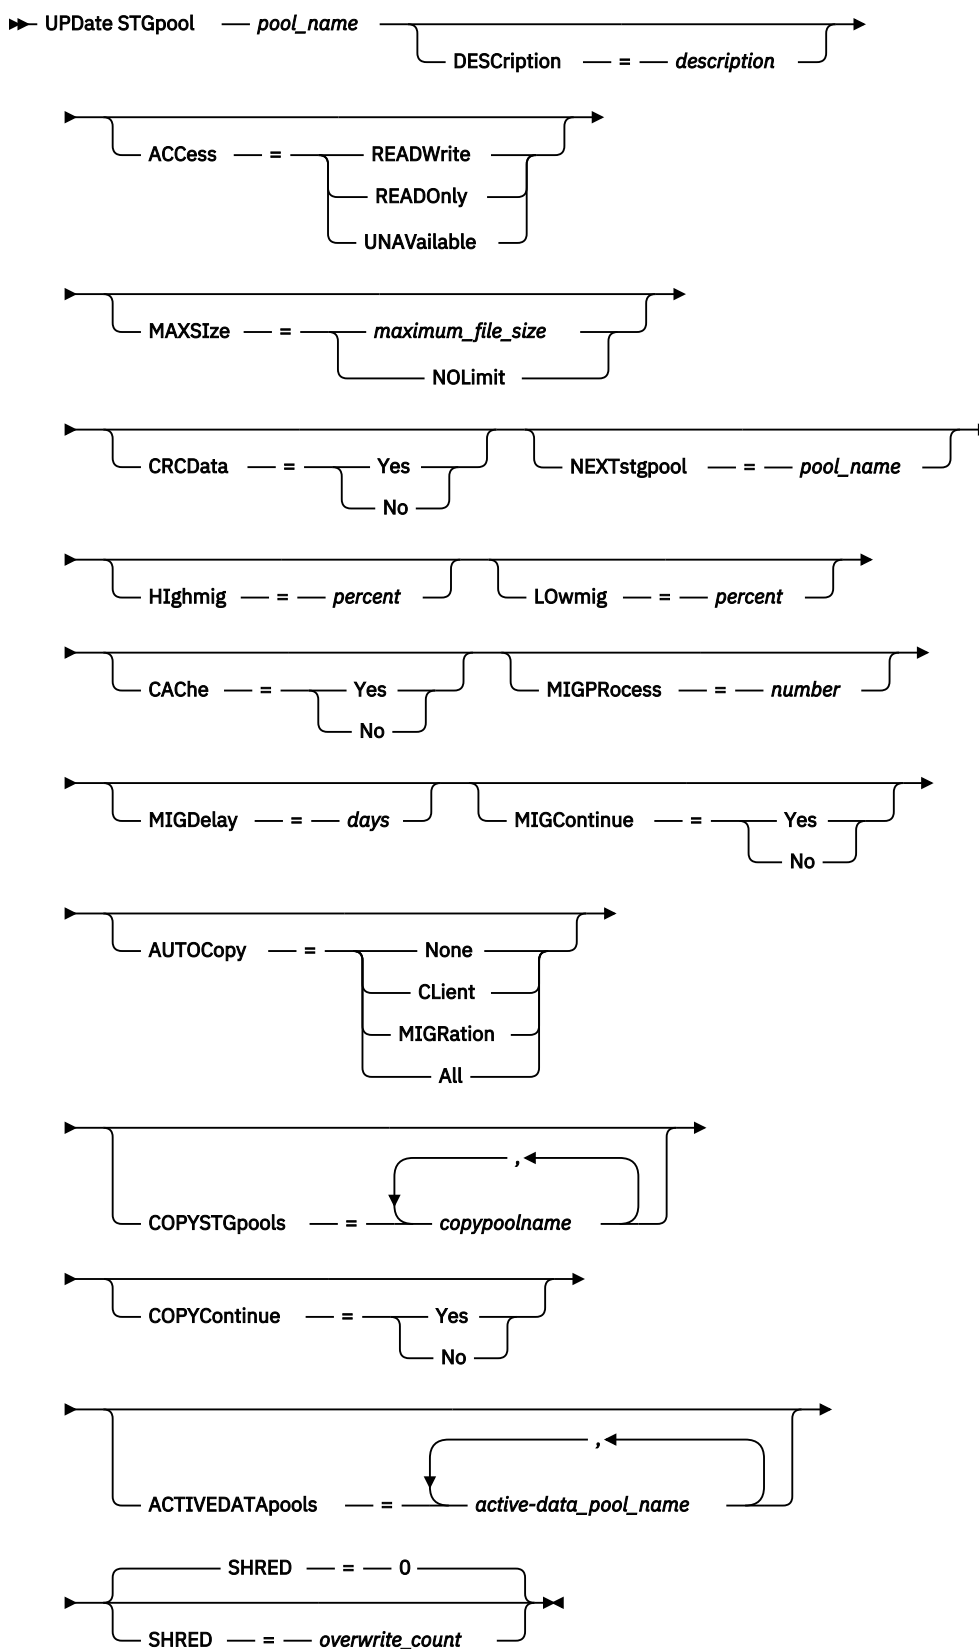 UPDate STGpool pool_name
DESCription = description
ACCess = READWrite
READOnly
UNAVailable
MAXSIze = maximum_file_size
NOLimit
CRCData = Yes
No
NEXTstgpool = pool_name
HIghmig = percent
LOwmig = percent
CAChe = Yes
No
MIGPRocess = number
MIGDelay = days
MIGContinue = Yes
No
AUTOCopy = None
CLient
MIGRation
All
,
COPYSTGpools = copypoolname
COPYContinue = Yes
No
,
ACTIVEDATApools = active-data_pool_name
SHRED = 0
SHRED = overwrite_count